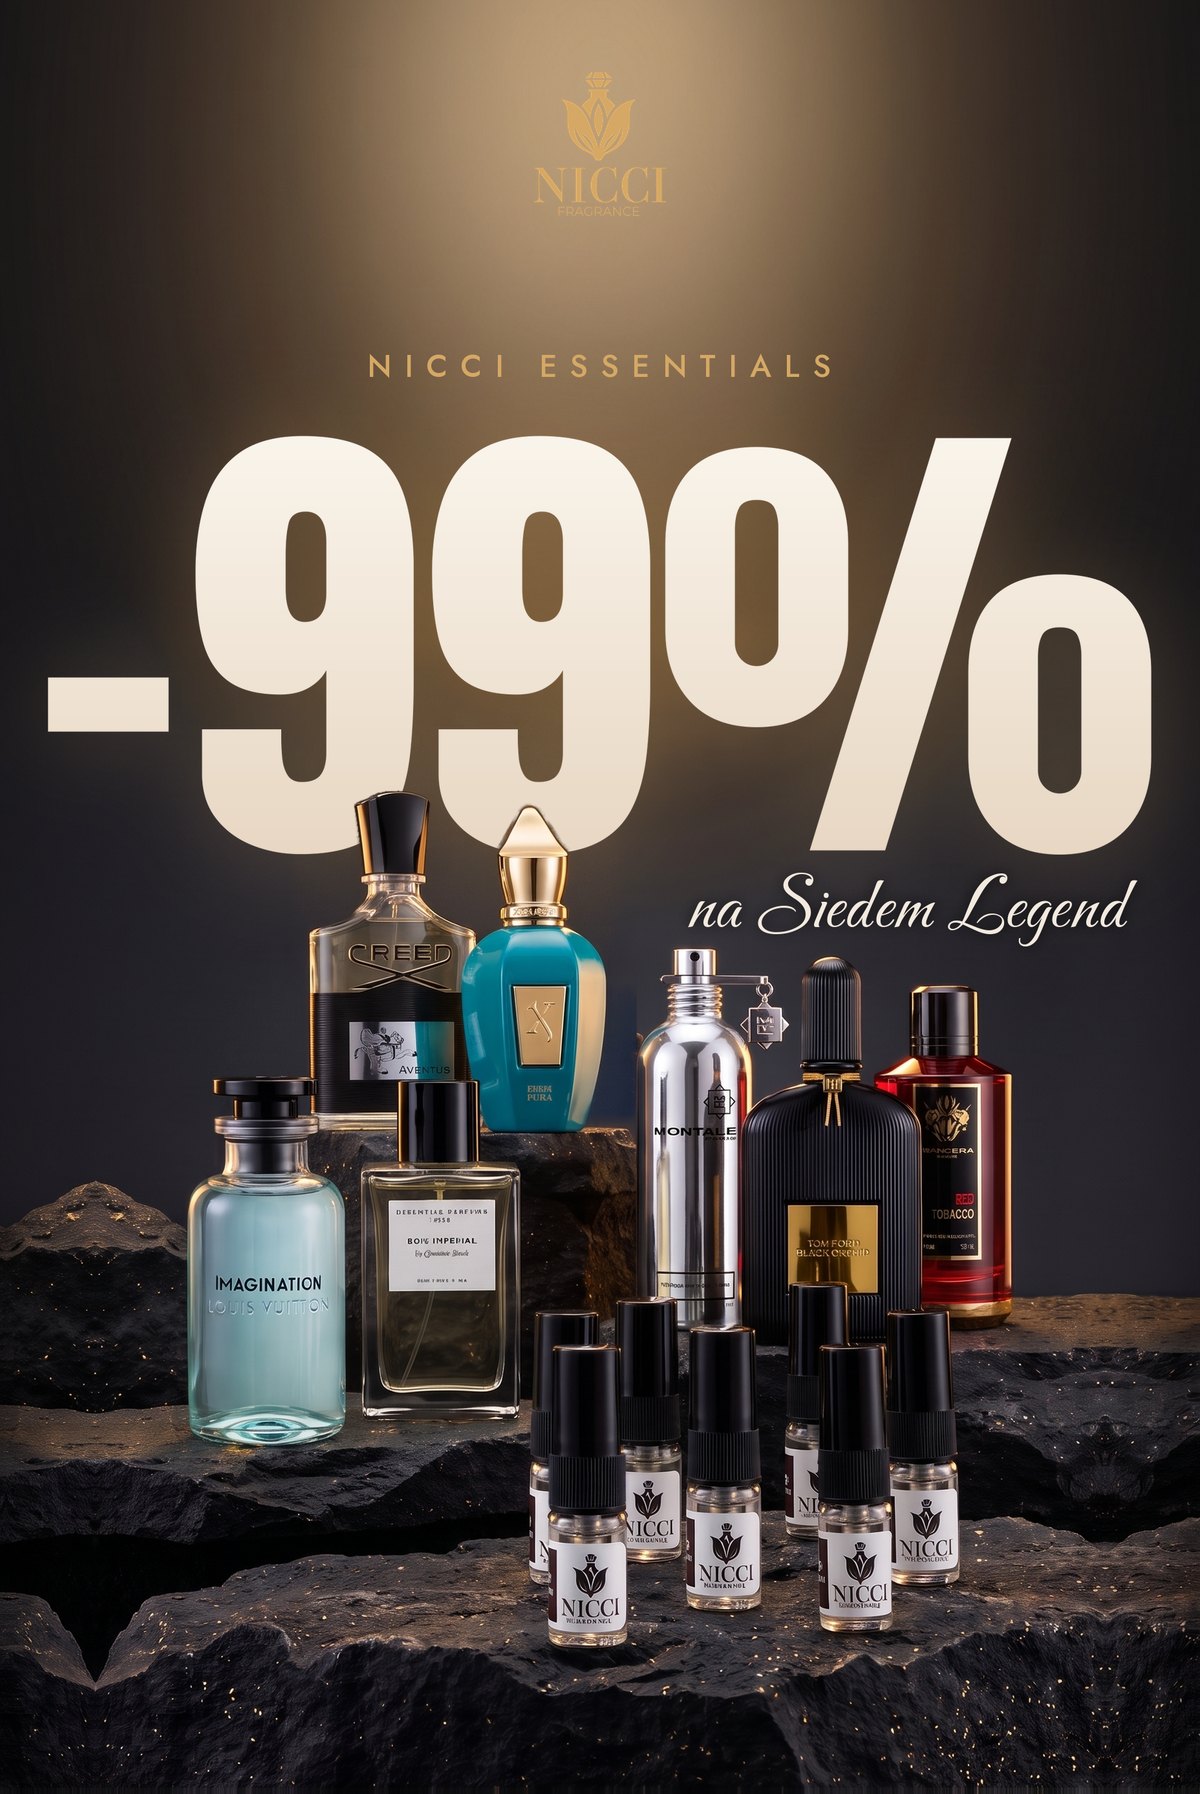 NICCI
FRAGRANCE
NICCI ESSENTIALS
-99%
na Siedem Legend
CREED
AVENTUS
X
PURA
IMAGINATION
LOUIS VUITTON
BOIS IMPERIAL
MONTALE
TOM FORD
BLACK ORCHID
MANCERA
RED
TOBACCO
NICCI
NICCI
NICCI
NICCI
NICCI